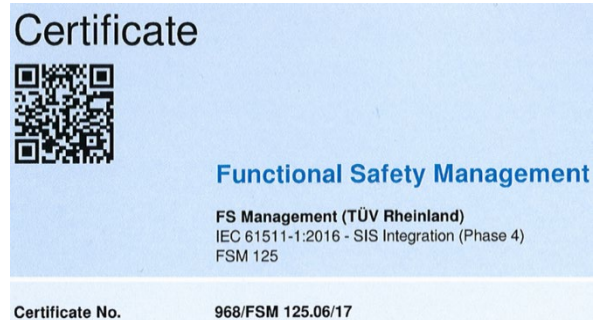 Certificate
Functional Safety Management
FS Management (TÜV Rheinland)
IEC 61511-1:2016 - SIS Integration (Phase 4)
FSM 125
Certificate No. 968/FSM 125.06/17